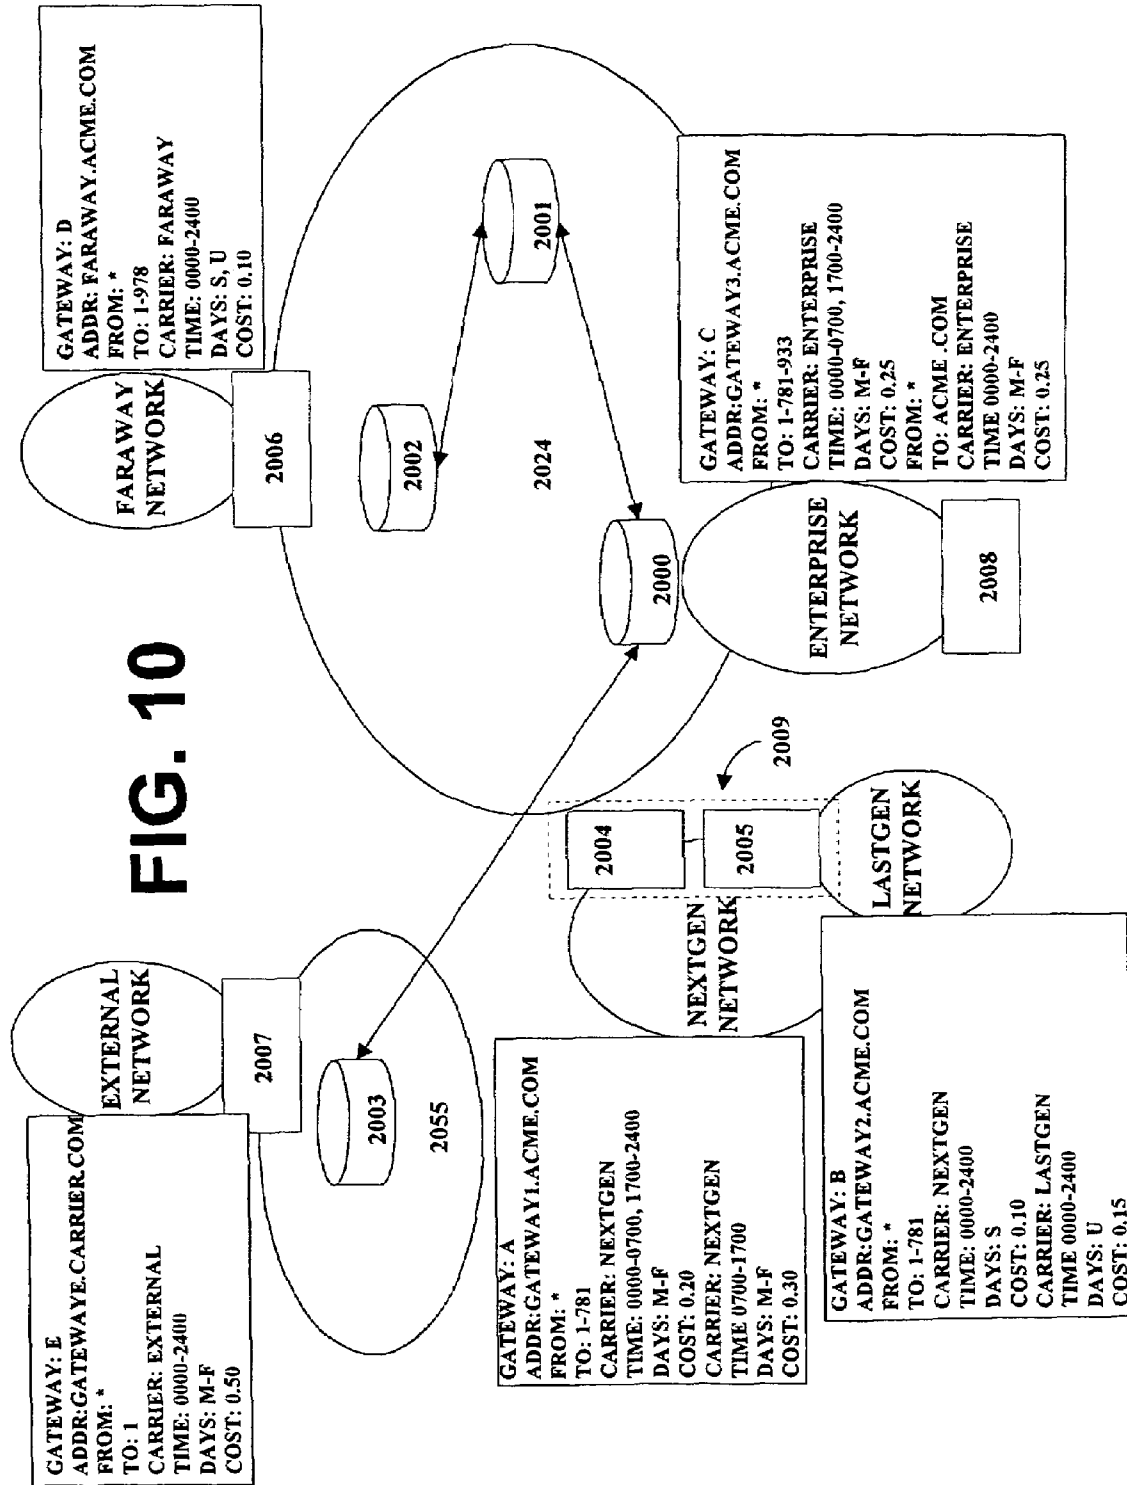 FIG. 10
GATEWAY: E
ADDR:GATEWAYE.CARRIER.COM
FROM: *
TO: 1
CARRIER: EXTERNAL
TIME: 0000-2400
DAYS: M-F
COST: 0.50
EXTERNAL
NETWORK
2007
2003
2055
GATEWAY: D
ADDR: FARAWAY.ACME.COM
FROM: *
TO: 1-978
CARRIER: FARAWAY
TIME: 0000-2400
DAYS: S, U
COST: 0.10
FARAWAY
NETWORK
2006
2002
2001
2024
2000
GATEWAY: A
ADDR:GATEWAY1.ACME.COM
FROM: *
TO: 1-781
CARRIER: NEXTGEN
TIME: 0000-0700, 1700-2400
DAYS: M-F
COST: 0.20
CARRIER: NEXTGEN
TIME 0700-1700
DAYS: M-F
COST: 0.30
NEXTGEN
NETWORK
2004
2005
2009
LASTGEN
NETWORK
GATEWAY: B
ADDR:GATEWAY2.ACME.COM
FROM: *
TO: 1-781
CARRIER: NEXTGEN
TIME: 0000-2400
DAYS: S
COST: 0.10
CARRIER: LASTGEN
TIME 0000-2400
DAYS: U
COST: 0.15
ENTERPRISE
NETWORK
2008
GATEWAY: C
ADDR:GATEWAY3.ACME.COM
FROM: *
TO: 1-781-933
CARRIER: ENTERPRISE
TIME: 0000-0700, 1700-2400
DAYS: M-F
COST: 0.25
FROM: *
TO: ACME .COM
CARRIER: ENTERPRISE
TIME 0000-2400
DAYS: M-F
COST: 0.25